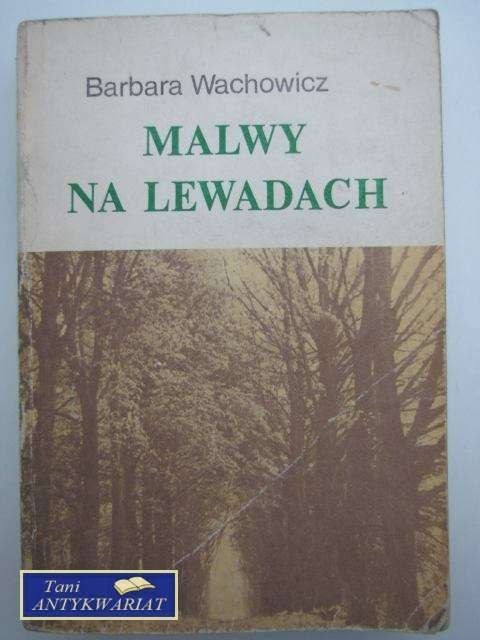 Barbara Wachowicz
MALWY
NA LEWADACH
Tani
ANTYKWARIAT